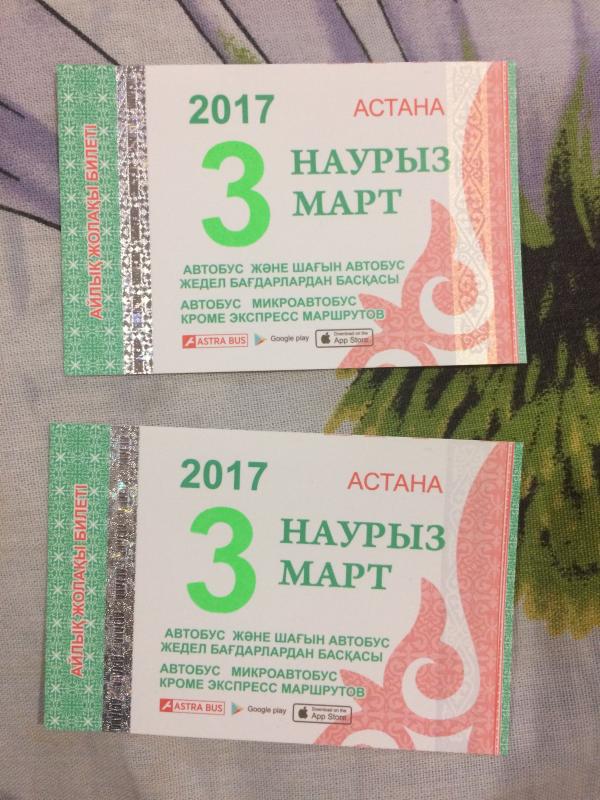 АЙЛЫҚ ЖОЛАҚЫ БИЛЕТІ
2017 АСТАНА
3 НАУРЫЗ
МАРТ
АВТОБУС ЖӘНЕ ШАҒЫН АВТОБУС
ЖЕДЕЛ БАҒДАРЛАРДАН БАСҚАСЫ
АВТОБУС МИКРОАВТОБУС
КРОМЕ ЭКСПРЕСС МАРШРУТОВ
ASTRA BUS Google play Download on the App Store
АЙЛЫҚ ЖОЛАҚЫ БИЛЕТІ
2017 АСТАНА
3 НАУРЫЗ
МАРТ
АВТОБУС ЖӘНЕ ШАҒЫН АВТОБУС
ЖЕДЕЛ БАҒДАРЛАРДАН БАСҚАСЫ
АВТОБУС МИКРОАВТОБУС
КРОМЕ ЭКСПРЕСС МАРШРУТОВ
ASTRA BUS Google play Download on the App Store